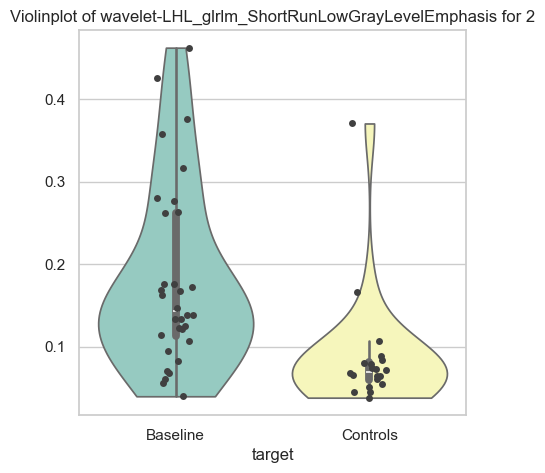 Violinplot of wavelet-LHL_glrlm_ShortRunLowGrayLevelEmphasis for 2
0.4
0.3
0.2
0.1
Baseline
Controls
target